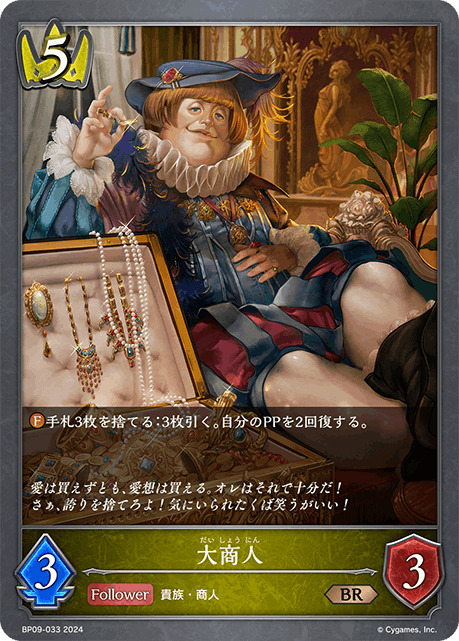 5
F 手札3枚を捨てる：3枚引く。自分のPPを2回復する。
愛は買えずとも、愛想は買える。オレはそれで十分だ！
さぁ、誇りを捨てろよ！気にいられたくば笑うがいい！
だい しょう にん
大商人
3
Follower 貴族・商人
BR
3
BP09-033 2024
© Cygames, Inc.